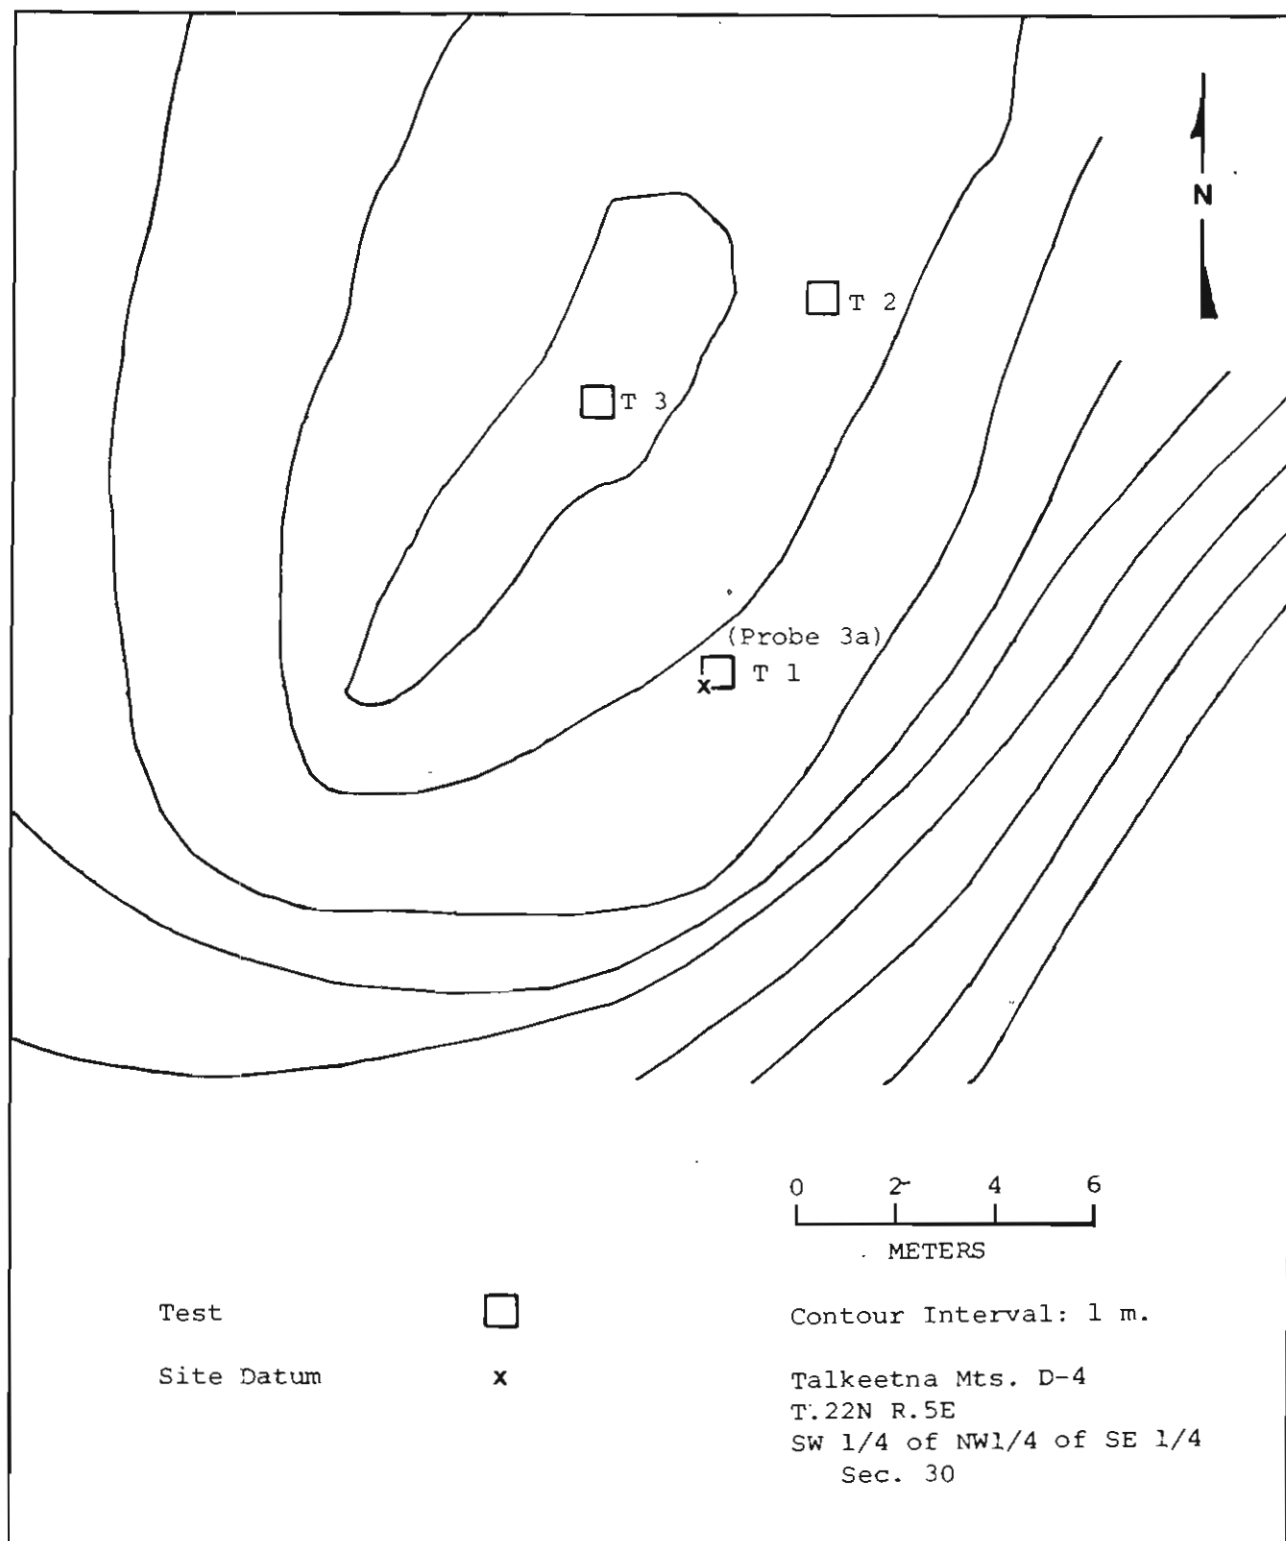 N
T 2
T 3
(Probe 3a)
x
T 1
0 2 4 6
METERS
Test
Contour Interval: 1 m.
Site Datum x
Talkeetna Mts. D-4
T.22N R.5E
SW 1/4 of NW1/4 of SE 1/4
Sec. 30